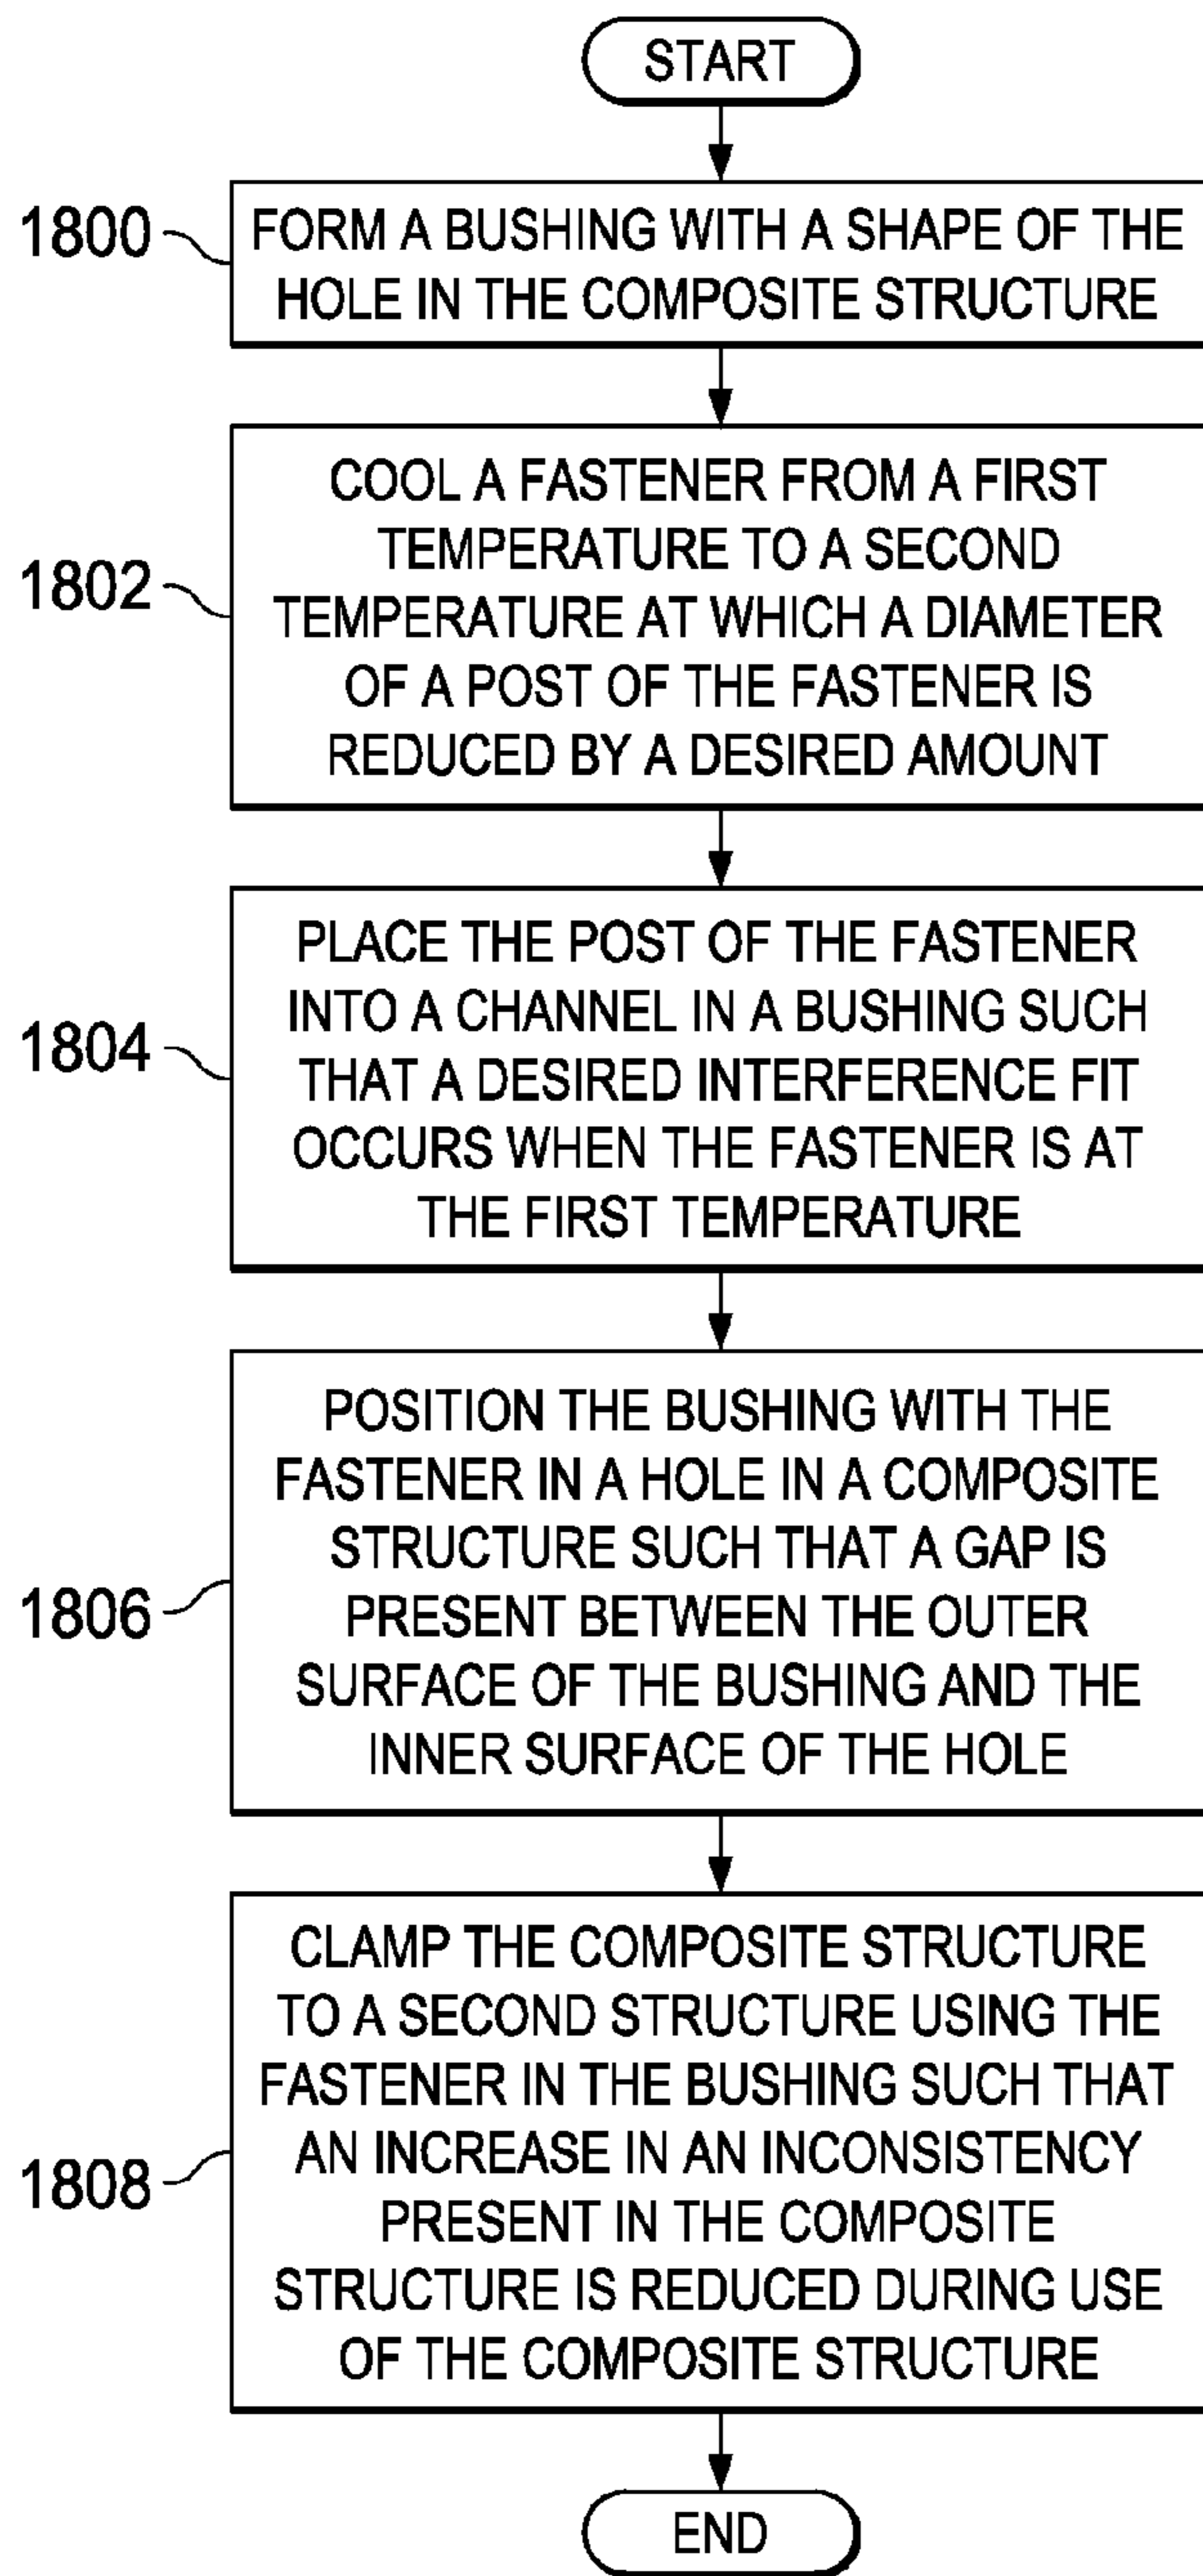 START
1800
FORM A BUSHING WITH A SHAPE OF THE
HOLE IN THE COMPOSITE STRUCTURE
1802
COOL A FASTENER FROM A FIRST
TEMPERATURE TO A SECOND
TEMPERATURE AT WHICH A DIAMETER
OF A POST OF THE FASTENER IS
REDUCED BY A DESIRED AMOUNT
1804
PLACE THE POST OF THE FASTENER
INTO A CHANNEL IN A BUSHING SUCH
THAT A DESIRED INTERFERENCE FIT
OCCURS WHEN THE FASTENER IS AT
THE FIRST TEMPERATURE
1806
POSITION THE BUSHING WITH THE
FASTENER IN A HOLE IN A COMPOSITE
STRUCTURE SUCH THAT A GAP IS
PRESENT BETWEEN THE OUTER
SURFACE OF THE BUSHING AND THE
INNER SURFACE OF THE HOLE
1808
CLAMP THE COMPOSITE STRUCTURE
TO A SECOND STRUCTURE USING THE
FASTENER IN THE BUSHING SUCH THAT
AN INCREASE IN AN INCONSISTENCY
PRESENT IN THE COMPOSITE
STRUCTURE IS REDUCED DURING USE
OF THE COMPOSITE STRUCTURE
END